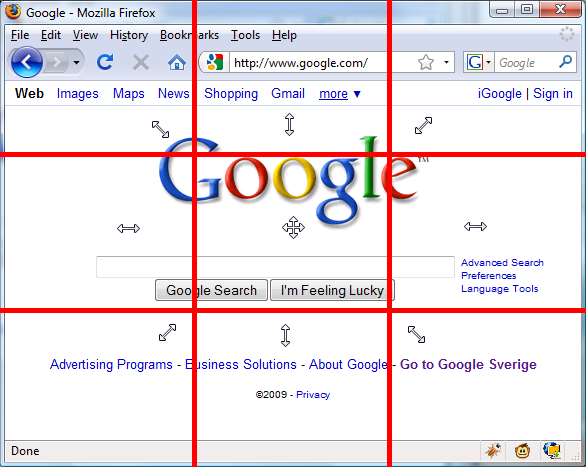 Google - Mozilla Firefox
File Edit View History Bookmarks Tools Help
http://www.google.com/ G Google
Web Images Maps News Shopping Gmail more ▼ iGoogle | Sign in
Google™
Advanced Search
Preferences
Language Tools
Google Search I'm Feeling Lucky
Advertising Programs - Business Solutions - About Google - Go to Google Sverige
©2009 - Privacy
Done